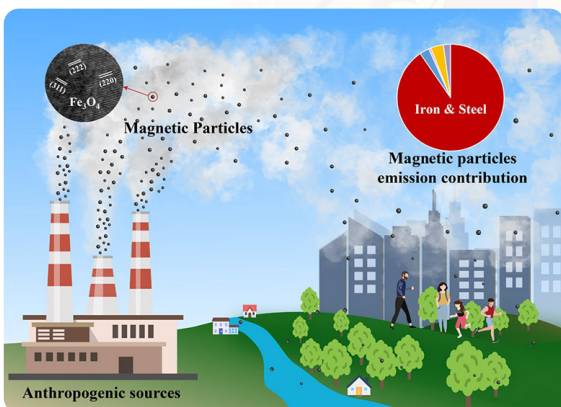 (222)
(311)
(220)
Fe₃O₄
Magnetic Particles
Iron & Steel
Magnetic particles
emission contribution
Anthropogenic sources